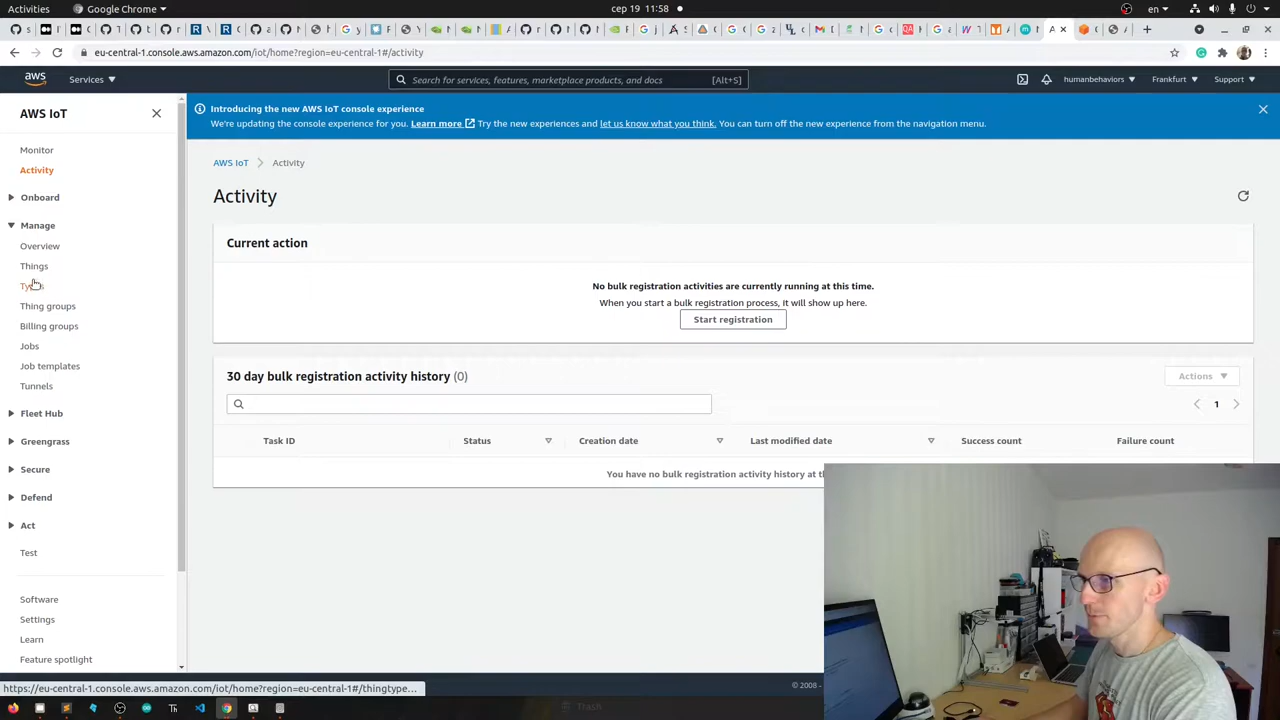 Activities
Google Chrome
сер 19 11:58
en
eu-central-1.console.aws.amazon.com/iot/home?region=eu-central-1#/activity
aws
Services
Search for services, features, marketplace products, and docs
[Alt+S]
humanbehaviors
Frankfurt
Support
AWS IoT
Monitor
Activity
Onboard
Manage
Overview
Things
Thing groups
Billing groups
Jobs
Job templates
Tunnels
Fleet Hub
Greengrass
Secure
Defend
Act
Test
Software
Settings
Learn
Feature spotlight
Introducing the new AWS IoT console experience
We're updating the console experience for you. Learn more Try the new experiences and let us know what you think. You can turn off the new experience from the navigation menu.
AWS IoT
Activity
Activity
Current action
No bulk registration activities are currently running at this time.
When you start a bulk registration process, it will show up here.
Start registration
30 day bulk registration activity history (0)
Actions
1
Task ID
Status
Creation date
Last modified date
Success count
Failure count
You have no bulk registration activity history at
https://eu-central-1.console.aws.amazon.com/iot/home?region=eu-central-1#/thingtype...
© 2008 -
Trash